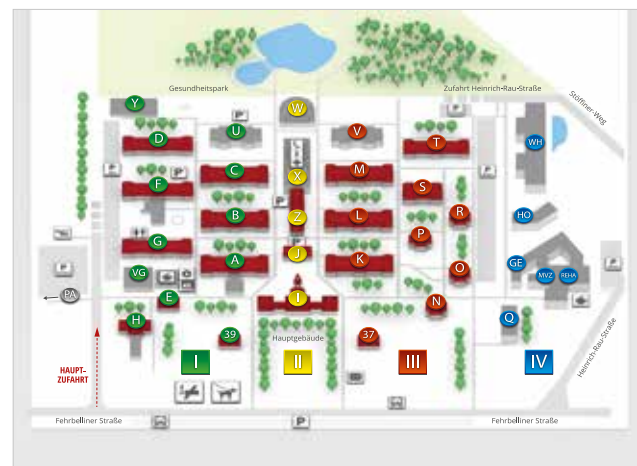 Gesundheitspark
Zufahrt Heinrich-Rau-Straße
Stöffiner-Weg
Y
W
P
U
V
D
T
P
WH
P
C
M
X
P
P
F
S
B
Z
P
L
R
HO
P
G
J
A
K
O
GE
MVZ
REHA
P
P
VG
PA
E
I
N
H
39
37
Q
Hauptgebäude
HAUPT-
ZUFAHRT
I
II
III
IV
Heinrich-Rau-Straße
Fehrbelliner Straße
P
Fehrbelliner Straße